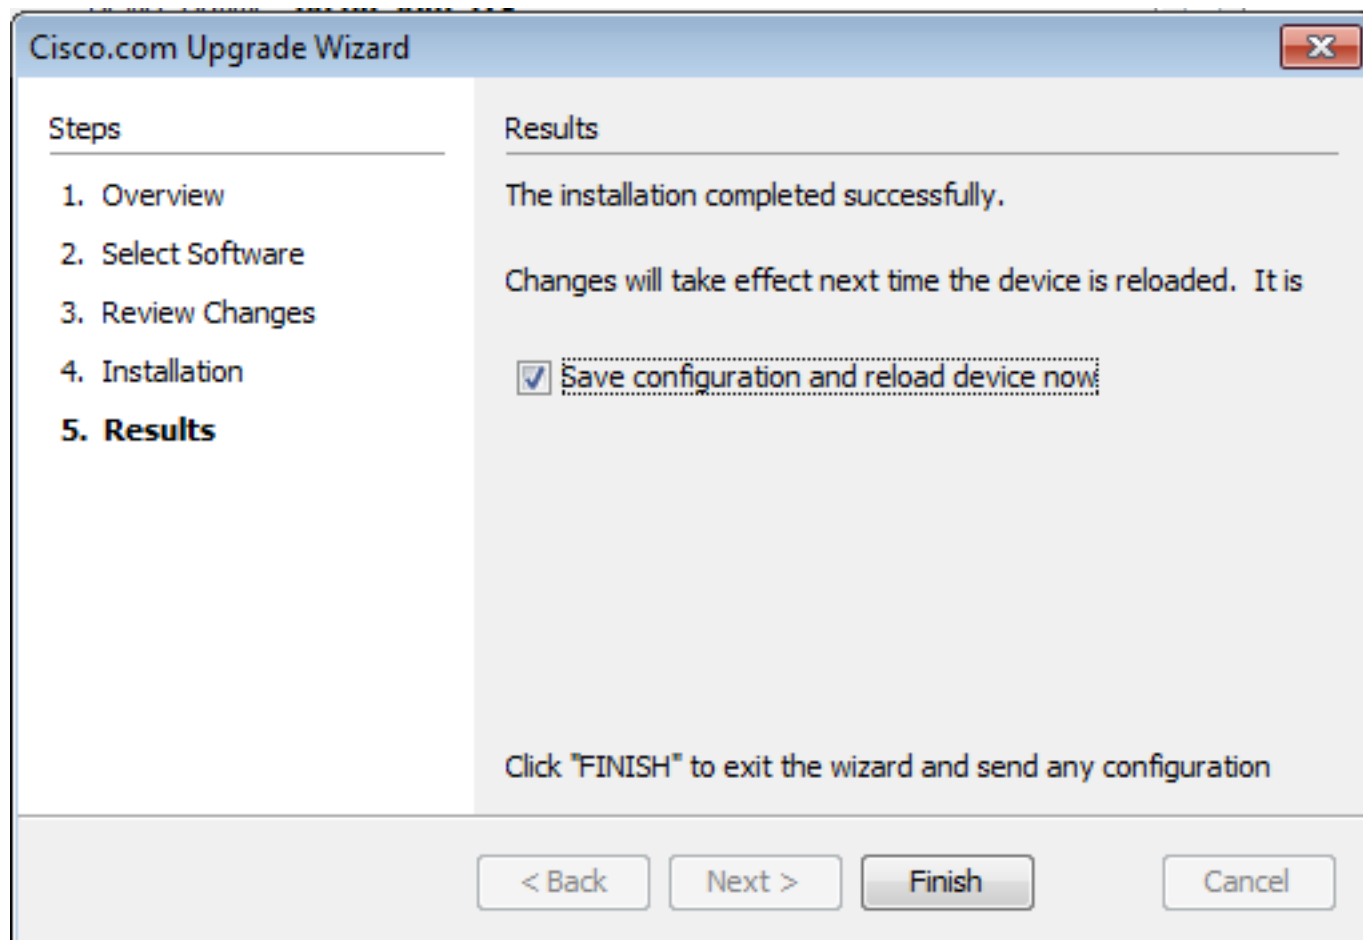 Cisco.com Upgrade Wizard
Steps
1. Overview
2. Select Software
3. Review Changes
4. Installation
5. Results
Results
The installation completed successfully.
Changes will take effect next time the device is reloaded. It is
Save configuration and reload device now
Click "FINISH" to exit the wizard and send any configuration
< Back
Next >
Finish
Cancel